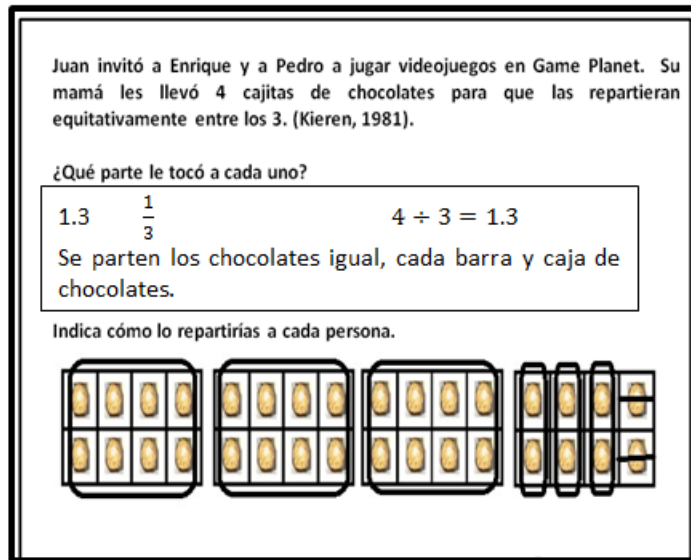 Juan invitó a Enrique y a Pedro a jugar videojuegos en Game Planet. Su
mamá les llevó 4 cajitas de chocolates para que las repartieran
equitativamente entre los 3. (Kieren, 1981).
¿Qué parte le tocó a cada uno?
1.3 1/3 4 ÷ 3 = 1.3
Se parten los chocolates igual, cada barra y caja de
chocolates.
Indica cómo lo repartirías a cada persona.